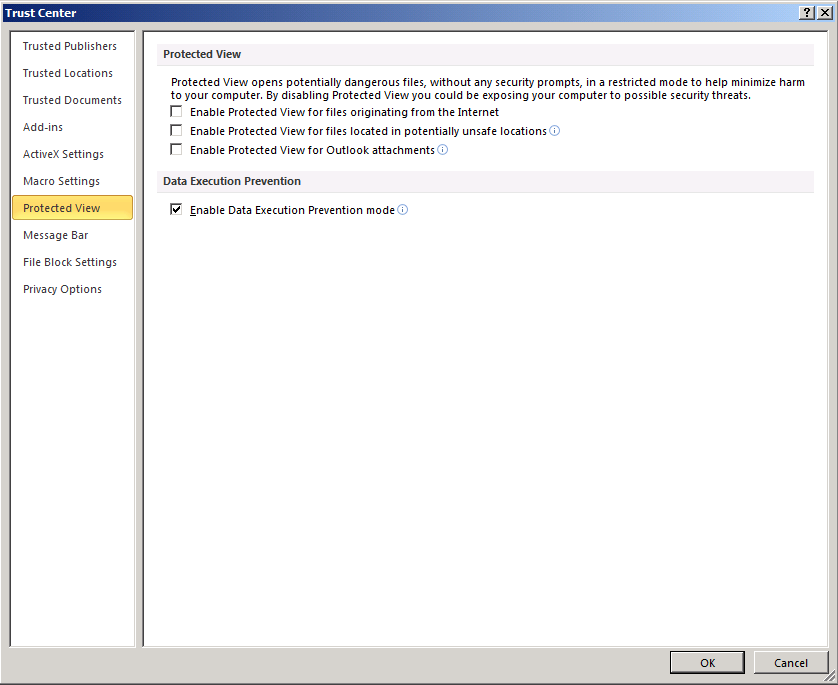 Trust Center
Trusted Publishers
Trusted Locations
Trusted Documents
Add-ins
ActiveX Settings
Macro Settings
Protected View
Message Bar
File Block Settings
Privacy Options
Protected View
Protected View opens potentially dangerous files, without any security prompts, in a restricted mode to help minimize harm
to your computer. By disabling Protected View you could be exposing your computer to possible security threats.
Enable Protected View for files originating from the Internet
Enable Protected View for files located in potentially unsafe locations
Enable Protected View for Outlook attachments
Data Execution Prevention
Enable Data Execution Prevention mode
OK
Cancel